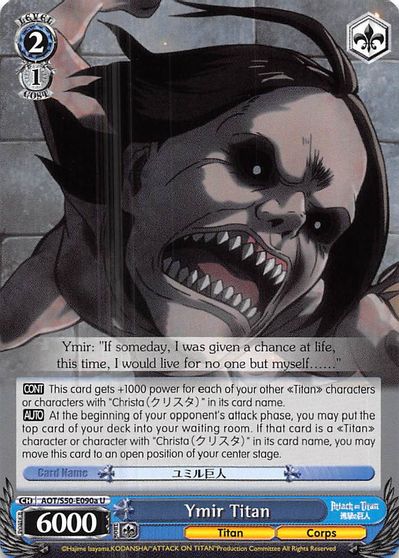 LEVEL
2
1
COST
Ymir: "If someday, I was given a chance at life,
this time, I would live for no one but myself……"
CONT This card gets +1000 power for each of your other «Titan» characters
or characters with "Christa(クリスタ)" in its card name.
AUTO At the beginning of your opponent's attack phase, you may put the
top card of your deck into your waiting room. If that card is a «Titan»
character or character with "Christa(クリスタ)" in its card name, you may
move this card to an open position of your center stage.
Card Name ユミル巨人
CH AOT/S50-E090a U
Ymir Titan
Attack on Titan
進撃の巨人
POWER
6000
Titan
Corps
©Hajime Isayama,KODANSHA/"ATTACK ON TITAN"Production Committee.All Rights Reserved.